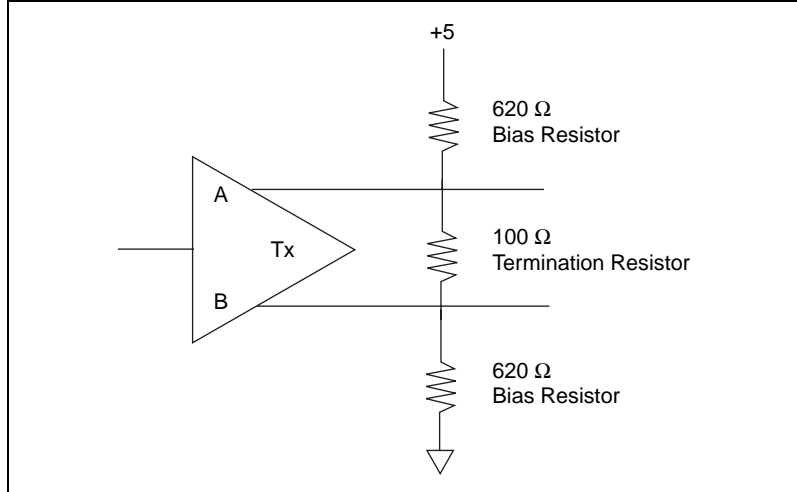 +5
620 Ω
Bias Resistor
A
Tx
100 Ω
Termination Resistor
B
620 Ω
Bias Resistor